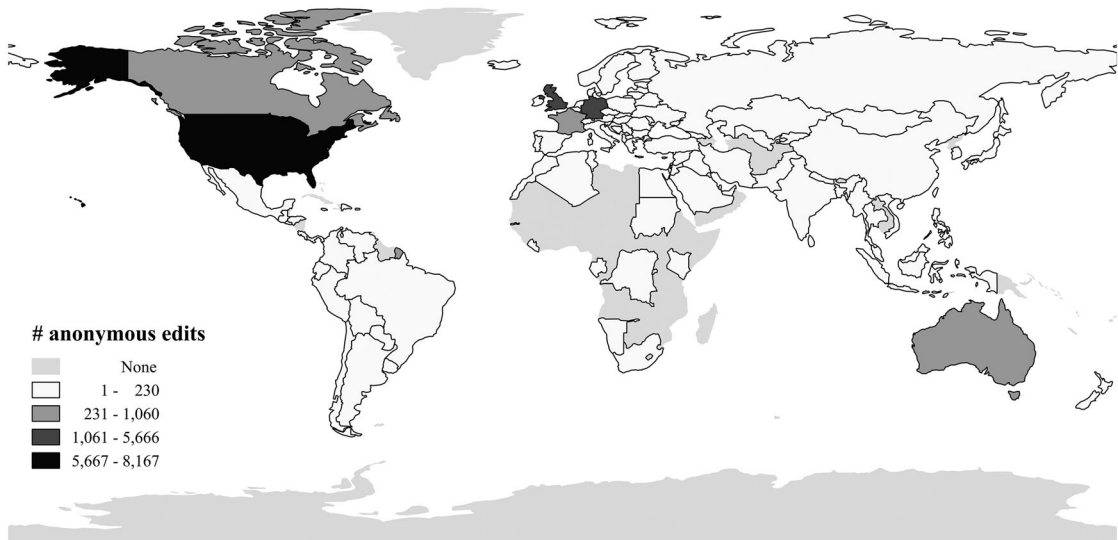 # anonymous edits
None
1 - 230
231 - 1,060
1,061 - 5,666
5,667 - 8,167